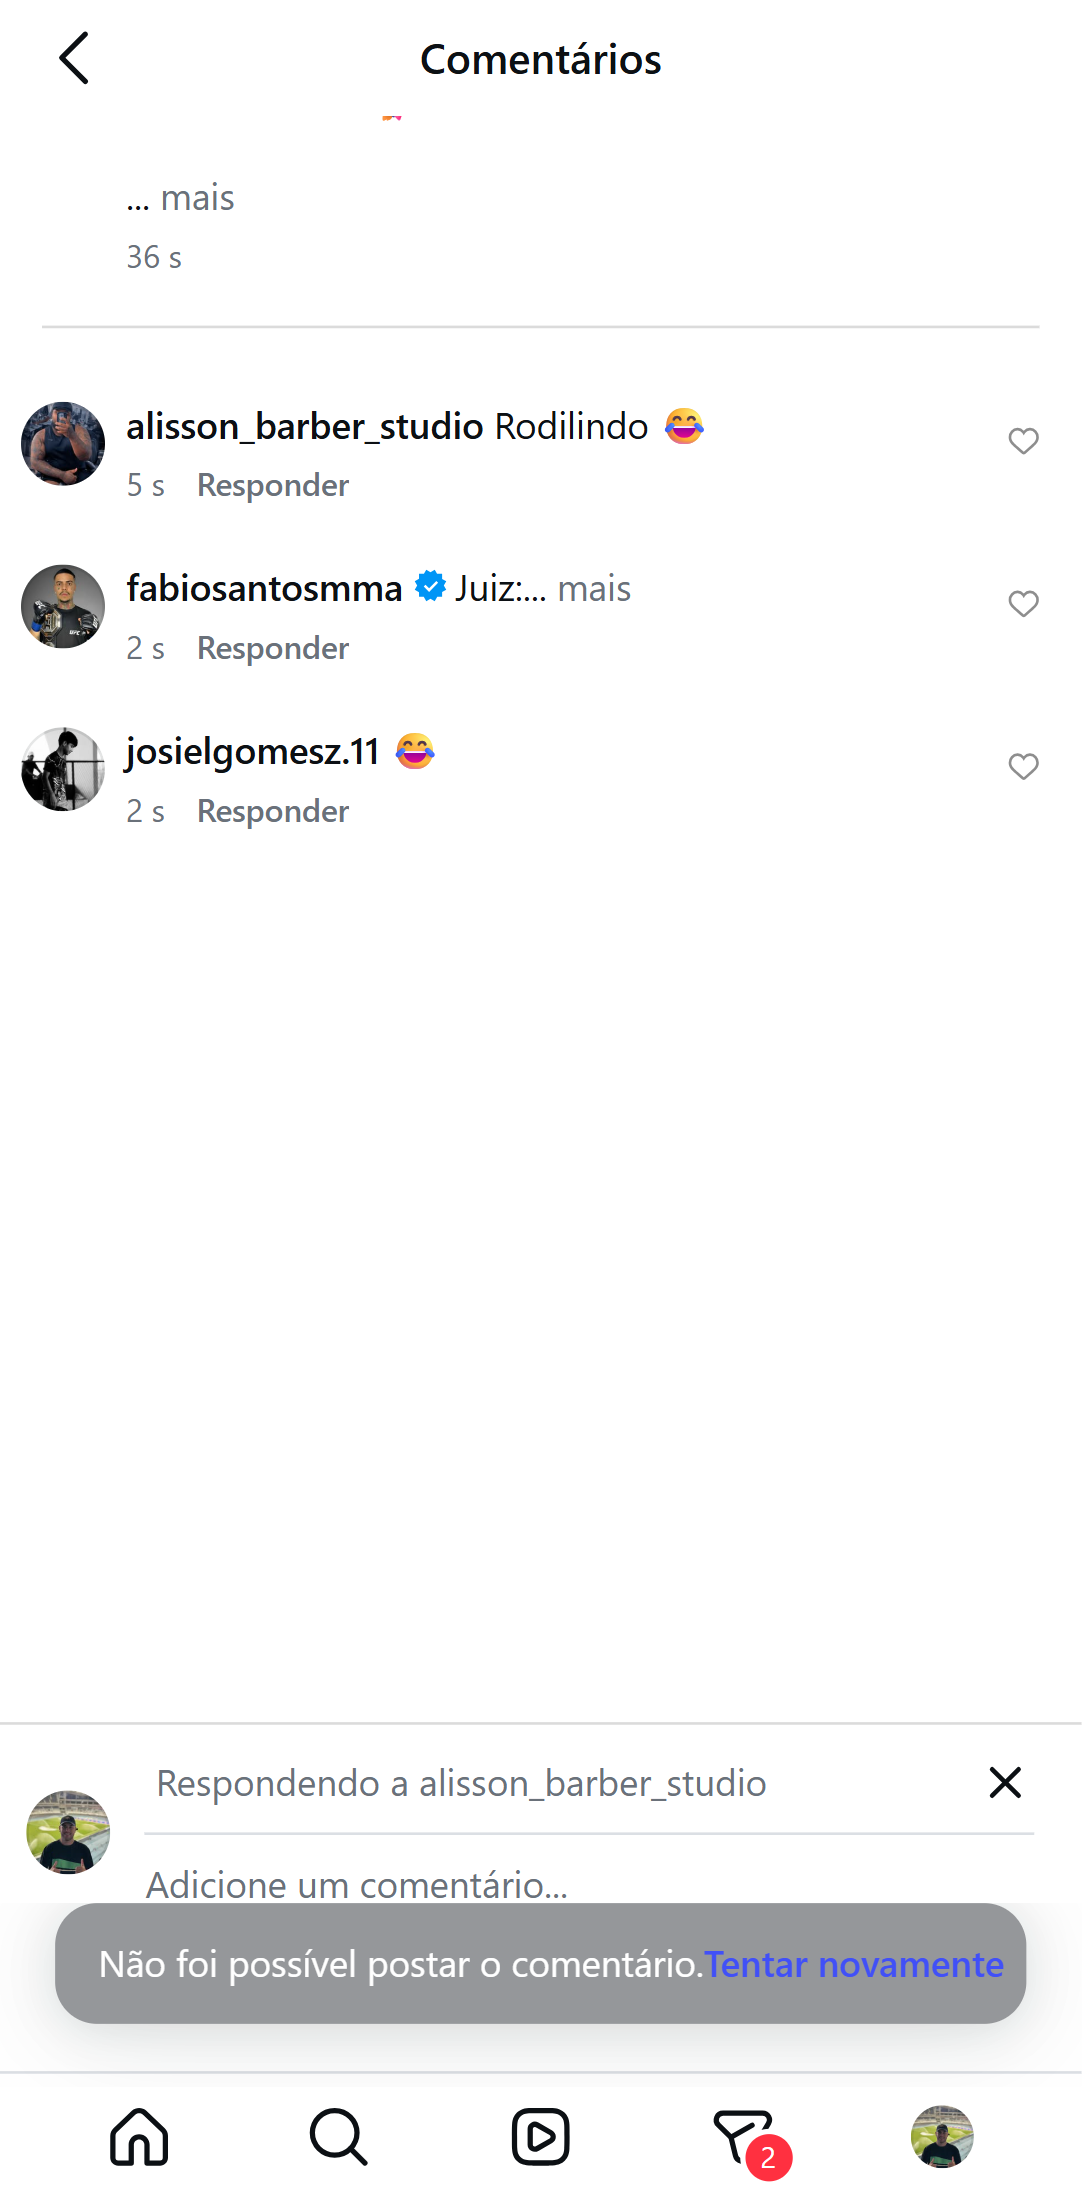 Comentários
... mais
36 s
alisson_barber_studio Rodilindo 😂
5 s Responder
fabiosantosmma Juiz:... mais
2 s Responder
josielgomesz.11 😂
2 s Responder
Respondendo a alisson_barber_studio
Adicione um comentário...
Não foi possível postar o comentário.Tentar novamente
2